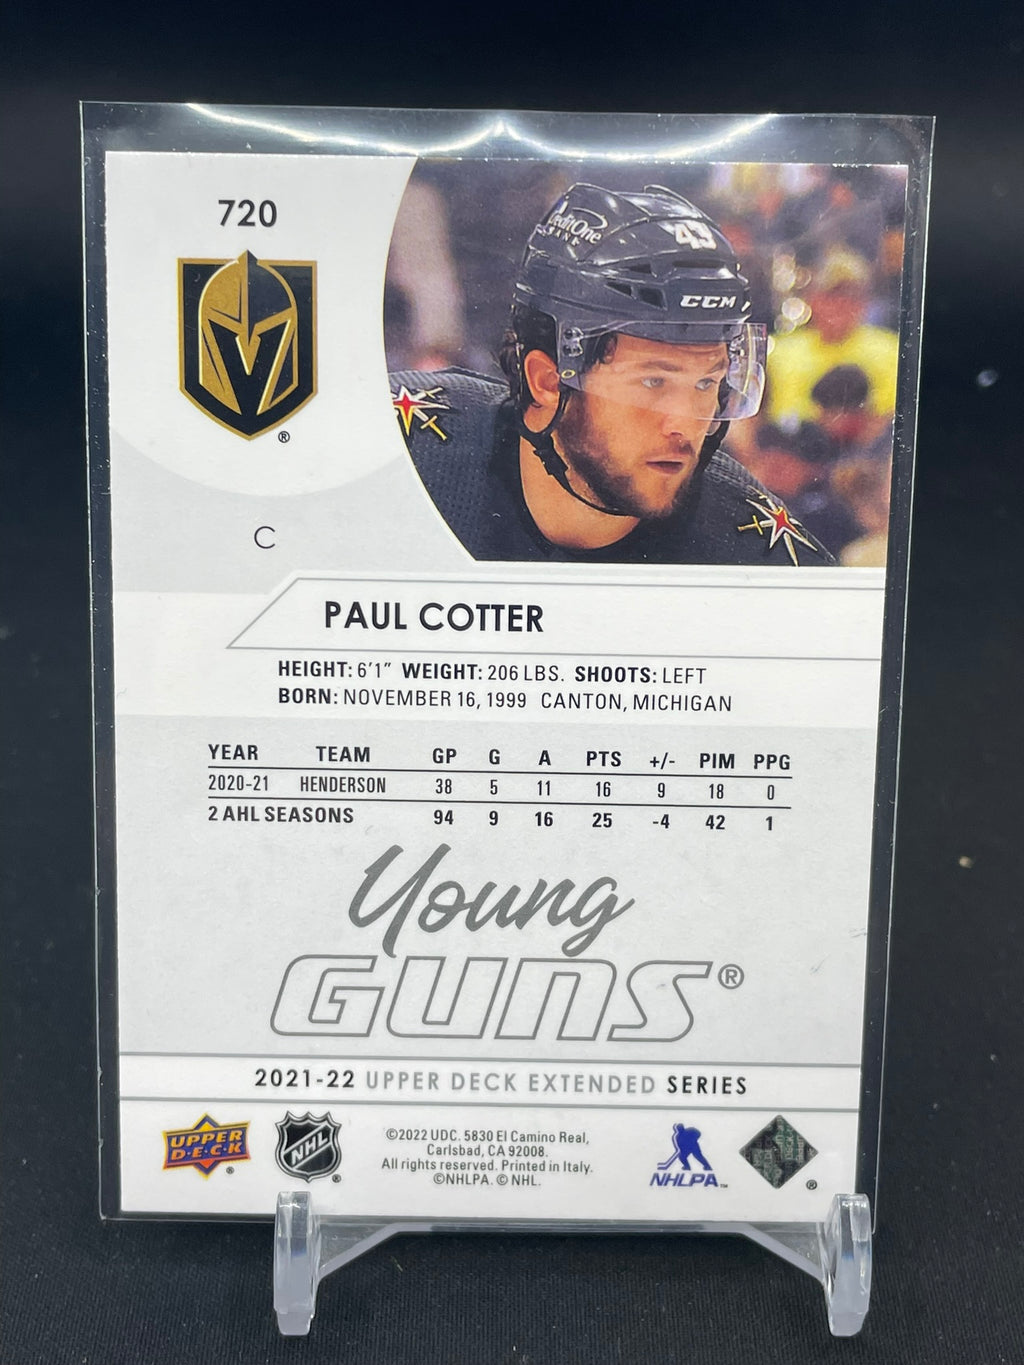 720
®
CreditOne
BANK
43
CCM
C
PAUL COTTER
HEIGHT: 6'1" WEIGHT: 206 LBS. SHOOTS: LEFT
BORN: NOVEMBER 16, 1999 CANTON, MICHIGAN
YEAR TEAM GP G A PTS +/- PIM PPG
2020-21 HENDERSON 38 5 11 16 9 18 0
2 AHL SEASONS 94 9 16 25 -4 42 1
Young
GUNS®
2021-22 UPPER DECK EXTENDED SERIES
UPPER
D·E·C·K
®
NHL
®
©2022 UDC. 5830 El Camino Real,
Carlsbad, CA 92008.
All rights reserved. Printed in Italy.
©NHLPA. © NHL.
NHLPA™
®